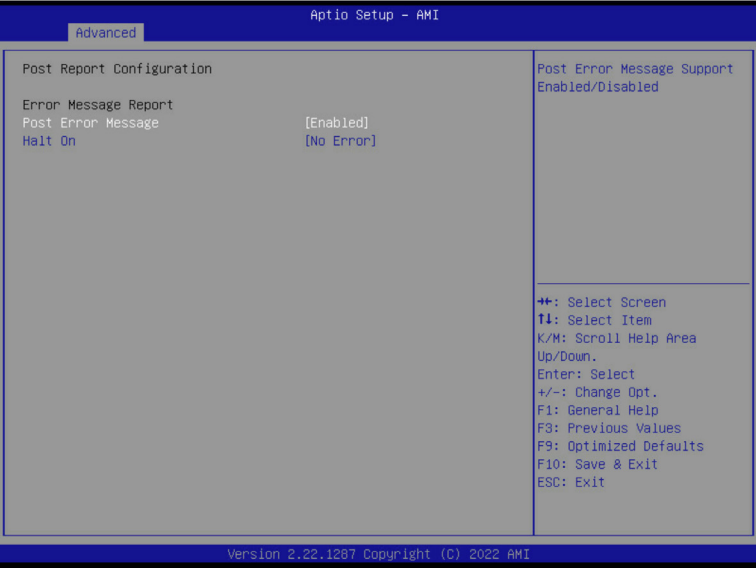 Aptio Setup – AMI
Advanced
Post Report Configuration
Error Message Report
Post Error Message [Enabled]
Halt On [No Error]
Post Error Message Support
Enabled/Disabled
→←: Select Screen
↑↓: Select Item
K/M: Scroll Help Area
Up/Down.
Enter: Select
+/-: Change Opt.
F1: General Help
F3: Previous Values
F9: Optimized Defaults
F10: Save & Exit
ESC: Exit
Version 2.22.1287 Copyright (C) 2022 AMI